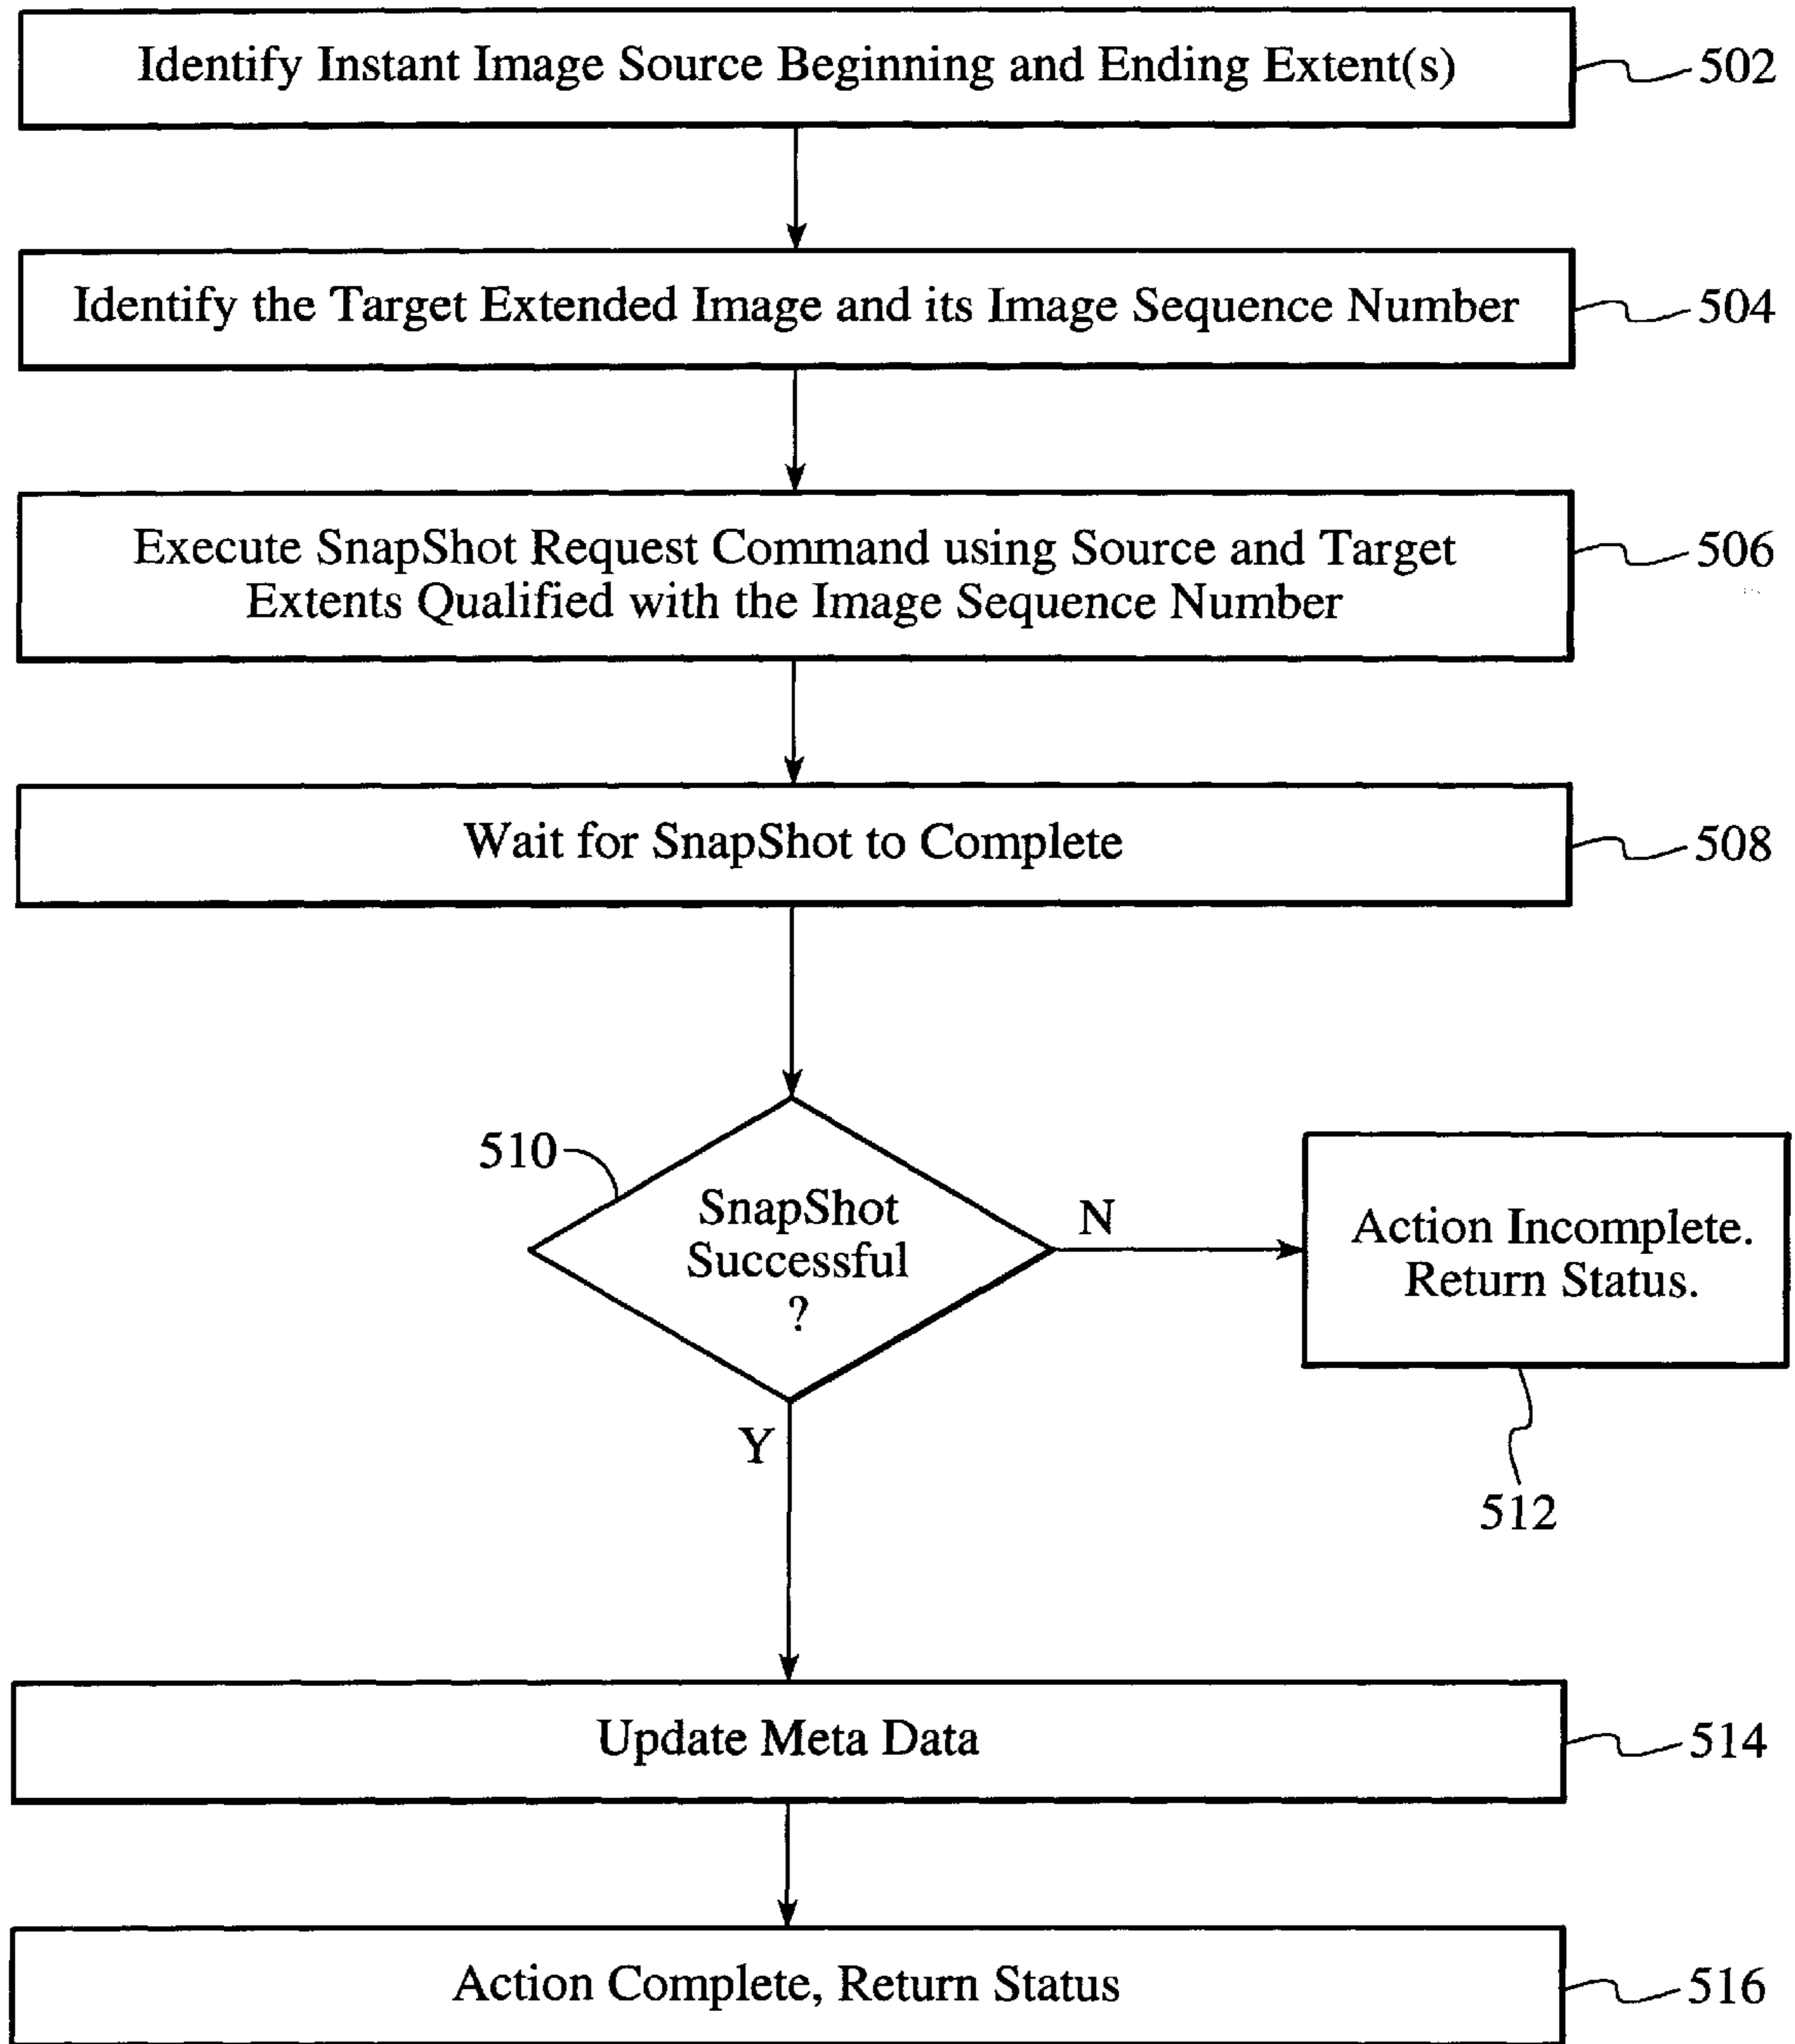 Identify Instant Image Source Beginning and Ending Extent(s)
502
Identify the Target Extended Image and its Image Sequence Number
504
Execute SnapShot Request Command using Source and Target
Extents Qualified with the Image Sequence Number
506
Wait for SnapShot to Complete
508
510
SnapShot
Successful
?
N
Action Incomplete.
Return Status.
512
Y
Update Meta Data
514
Action Complete, Return Status
516